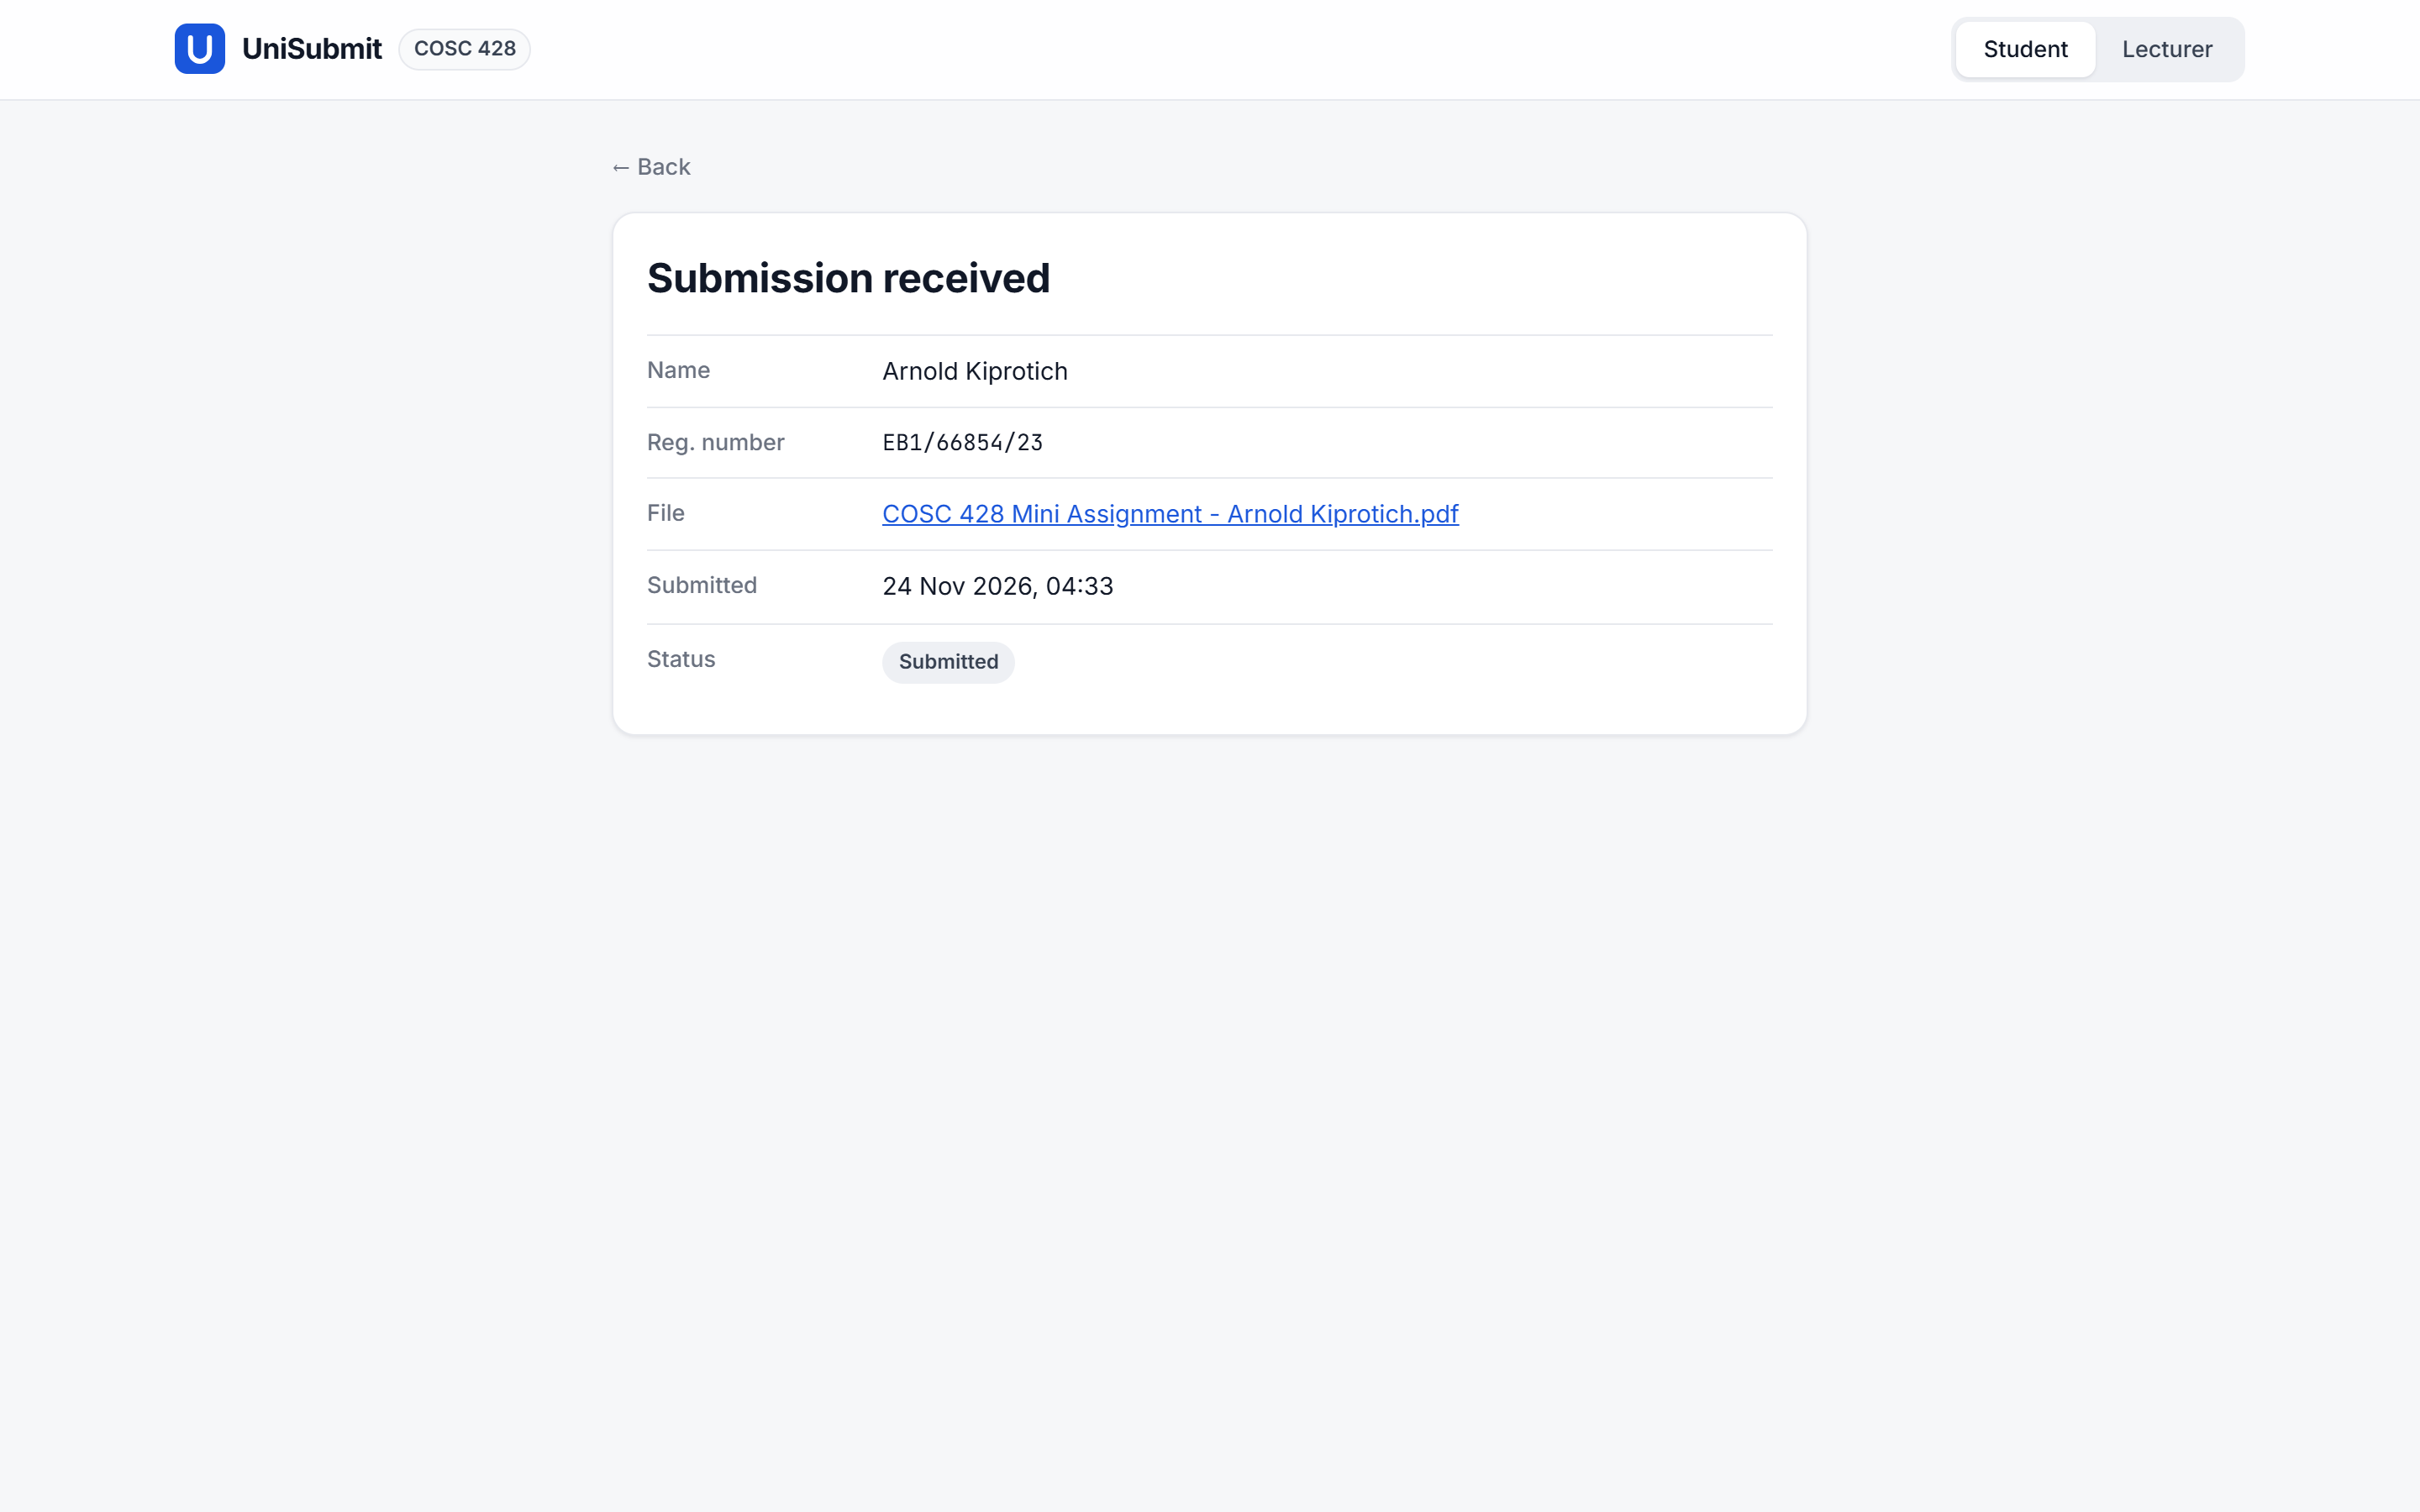 U UniSubmit COSC 428 Student Lecturer
← Back
Submission received
Name Arnold Kiprotich
Reg. number EB1/66854/23
File COSC 428 Mini Assignment - Arnold Kiprotich.pdf
Submitted 24 Nov 2026, 04:33
Status Submitted